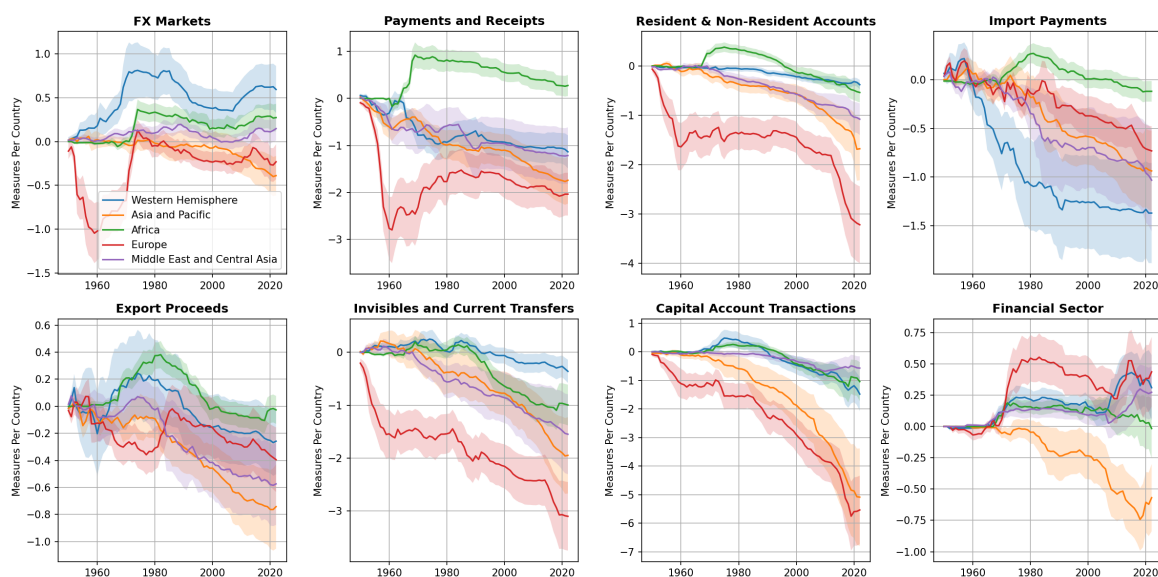 FX Markets
Measures Per Country
1.0
0.5
0.0
−0.5
−1.0
−1.5
1960 1980 2000 2020
Western Hemisphere
Asia and Pacific
Africa
Europe
Middle East and Central Asia
Payments and Receipts
Measures Per Country
1
0
−1
−2
−3
1960 1980 2000 2020
Resident & Non-Resident Accounts
Measures Per Country
0
−1
−2
−3
−4
1960 1980 2000 2020
Import Payments
Measures Per Country
0.0
−0.5
−1.0
−1.5
1960 1980 2000 2020
Export Proceeds
Measures Per Country
0.6
0.4
0.2
0.0
−0.2
−0.4
−0.6
−0.8
−1.0
1960 1980 2000 2020
Invisibles and Current Transfers
Measures Per Country
0
−1
−2
−3
1960 1980 2000 2020
Capital Account Transactions
Measures Per Country
1
0
−1
−2
−3
−4
−5
−6
−7
1960 1980 2000 2020
Financial Sector
Measures Per Country
0.75
0.50
0.25
0.00
−0.25
−0.50
−0.75
−1.00
1960 1980 2000 2020